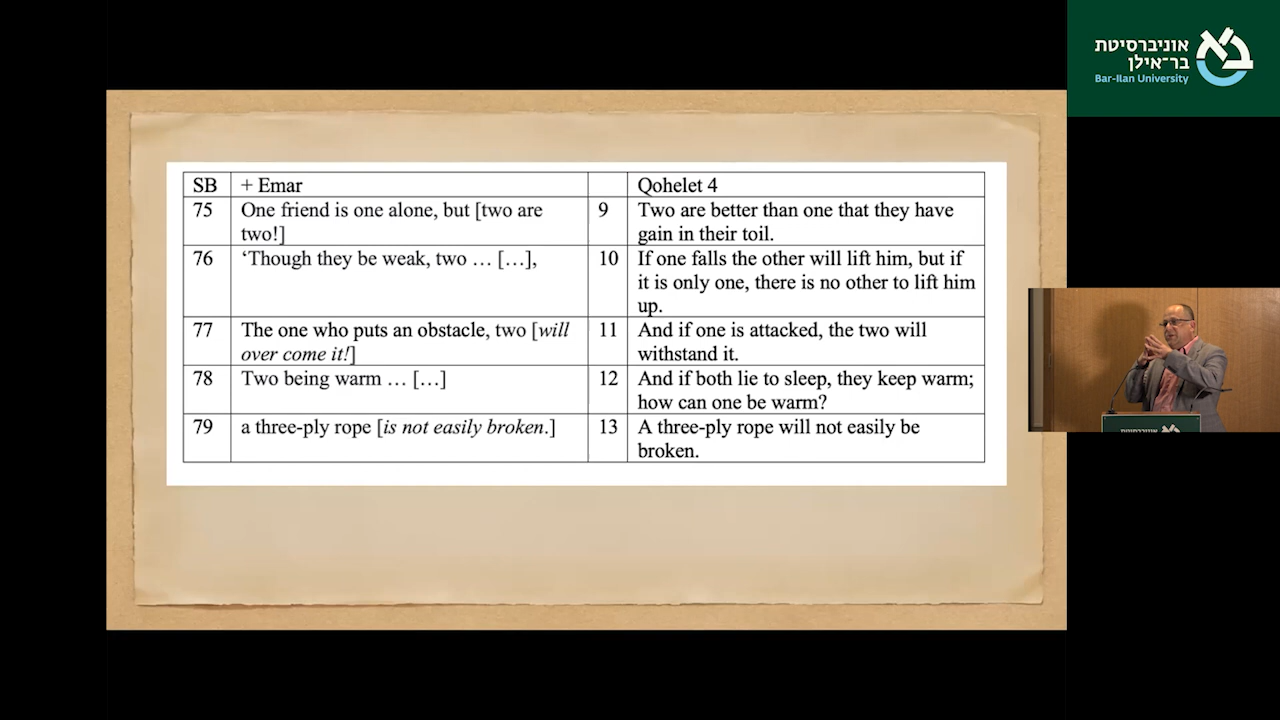 אוניברסיטת
בר-אילן
Bar-Ilan University
SB + Emar Qohelet 4
75 One friend is one alone, but [two are
two!]
9 Two are better than one that they have
gain in their toil.
76 ‘Though they be weak, two … […],
10 If one falls the other will lift him, but if
it is only one, there is no other to lift him
up.
77 The one who puts an obstacle, two [will
over come it!]
11 And if one is attacked, the two will
withstand it.
78 Two being warm … […]
12 And if both lie to sleep, they keep warm;
how can one be warm?
79 a three-ply rope [is not easily broken.]
13 A three-ply rope will not easily be
broken.